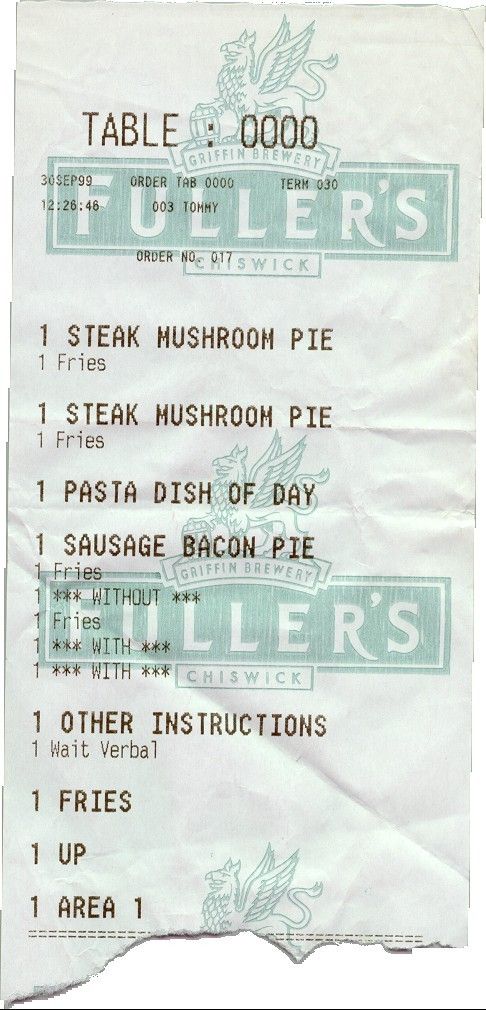 TABLE : 0000
GRIFFIN BREWERY
30SEP99 ORDER TAB 0000 TERM 030
12:26:46 003 TOMMY
FULLER'S
ORDER NO. 017
CHISWICK
1 STEAK MUSHROOM PIE
1 Fries
1 STEAK MUSHROOM PIE
1 Fries
1 PASTA DISH OF DAY
1 SAUSAGE BACON PIE
GRIFFIN BREWERY
1 Fries
1 *** WITHOUT ***
1 Fries
FULLER'S
1 *** WITH ***
1 *** WITH ***
CHISWICK
1 OTHER INSTRUCTIONS
1 Wait Verbal
1 FRIES
1 UP
1 AREA 1